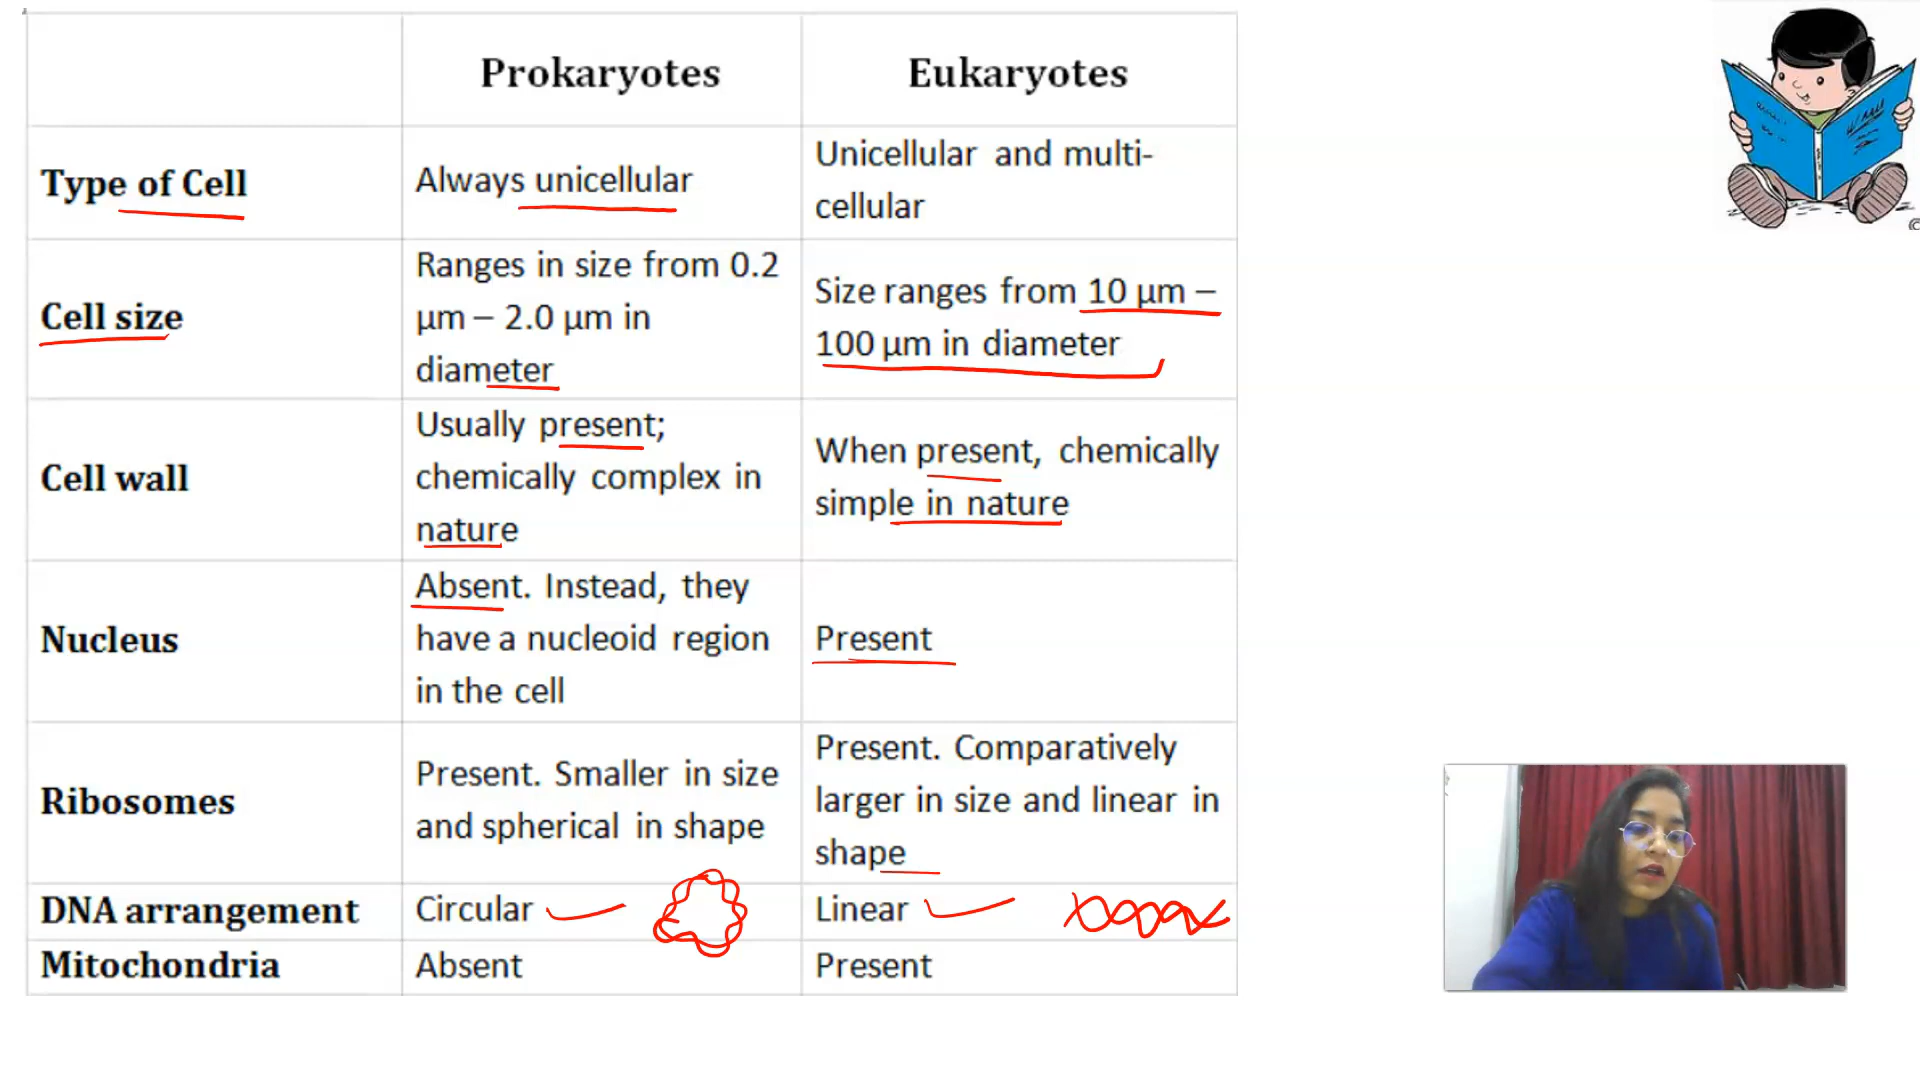 Prokaryotes
Eukaryotes
Type of Cell
Always unicellular
Unicellular and multi-
cellular
Cell size
Ranges in size from 0.2
µm – 2.0 µm in
diameter
Size ranges from 10 µm –
100 µm in diameter
Cell wall
Usually present;
chemically complex in
nature
When present, chemically
simple in nature
Nucleus
Absent. Instead, they
have a nucleoid region
in the cell
Present
Ribosomes
Present. Smaller in size
and spherical in shape
Present. Comparatively
larger in size and linear in
shape
DNA arrangement
Circular
Linear
Mitochondria
Absent
Present
©